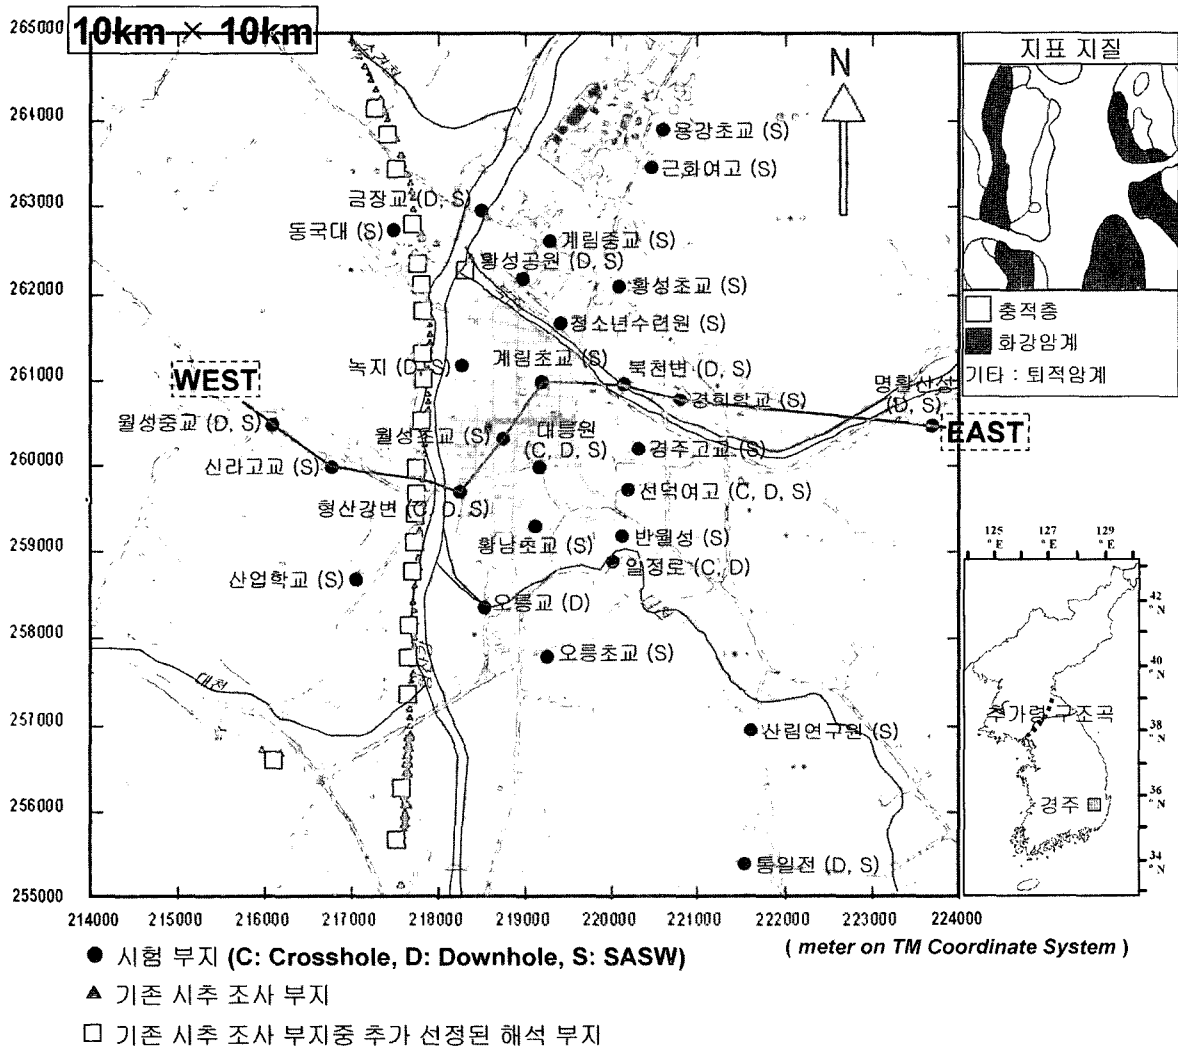 10km × 10km
265000
264000
263000
262000
261000
260000
259000
258000
257000
256000
255000
214000
215000
216000
217000
218000
219000
220000
221000
222000
223000
224000
N
용강초교 (S)
근화여고 (S)
금장교 (D, S)
동국대 (S)
계림중교 (S)
황성공원 (D, S)
황성초교 (S)
청소년수련원 (S)
녹지 (D, S)
계림초교 (S)
북천변 (D, S)
명활산성
(D, S)
WEST
경희학교 (S)
EAST
월성중교 (D, S)
월성초교 (S)
대릉원
(C, D, S)
경주고교 (S)
신라고교 (S)
선덕여고 (C, D, S)
형산강변 (C, D, S)
황남초교 (S)
반월성 (S)
일정로 (C, D)
산업학교 (S)
오릉교 (D)
오릉초교 (S)
대천
산림연구원 (S)
통일전 (D, S)
지표 지질
충적층
화강암계
기타 : 퇴적암계
125
° E
127
° E
129
° E
42
° N
40
° N
38
° N
36
° N
34
° N
추가령 구조곡
경주
( meter on TM Coordinate System )
시험 부지 (C: Crosshole, D: Downhole, S: SASW)
기존 시추 조사 부지
기존 시추 조사 부지중 추가 선정된 해석 부지